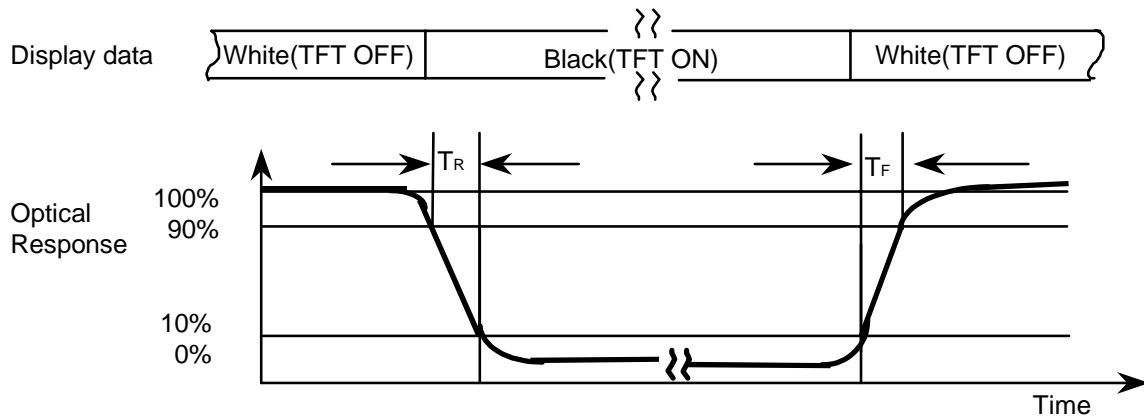 Display data
White(TFT OFF)
Black(TFT ON)
White(TFT OFF)
TR
TF
Optical
Response
100%
90%
10%
0%
Time